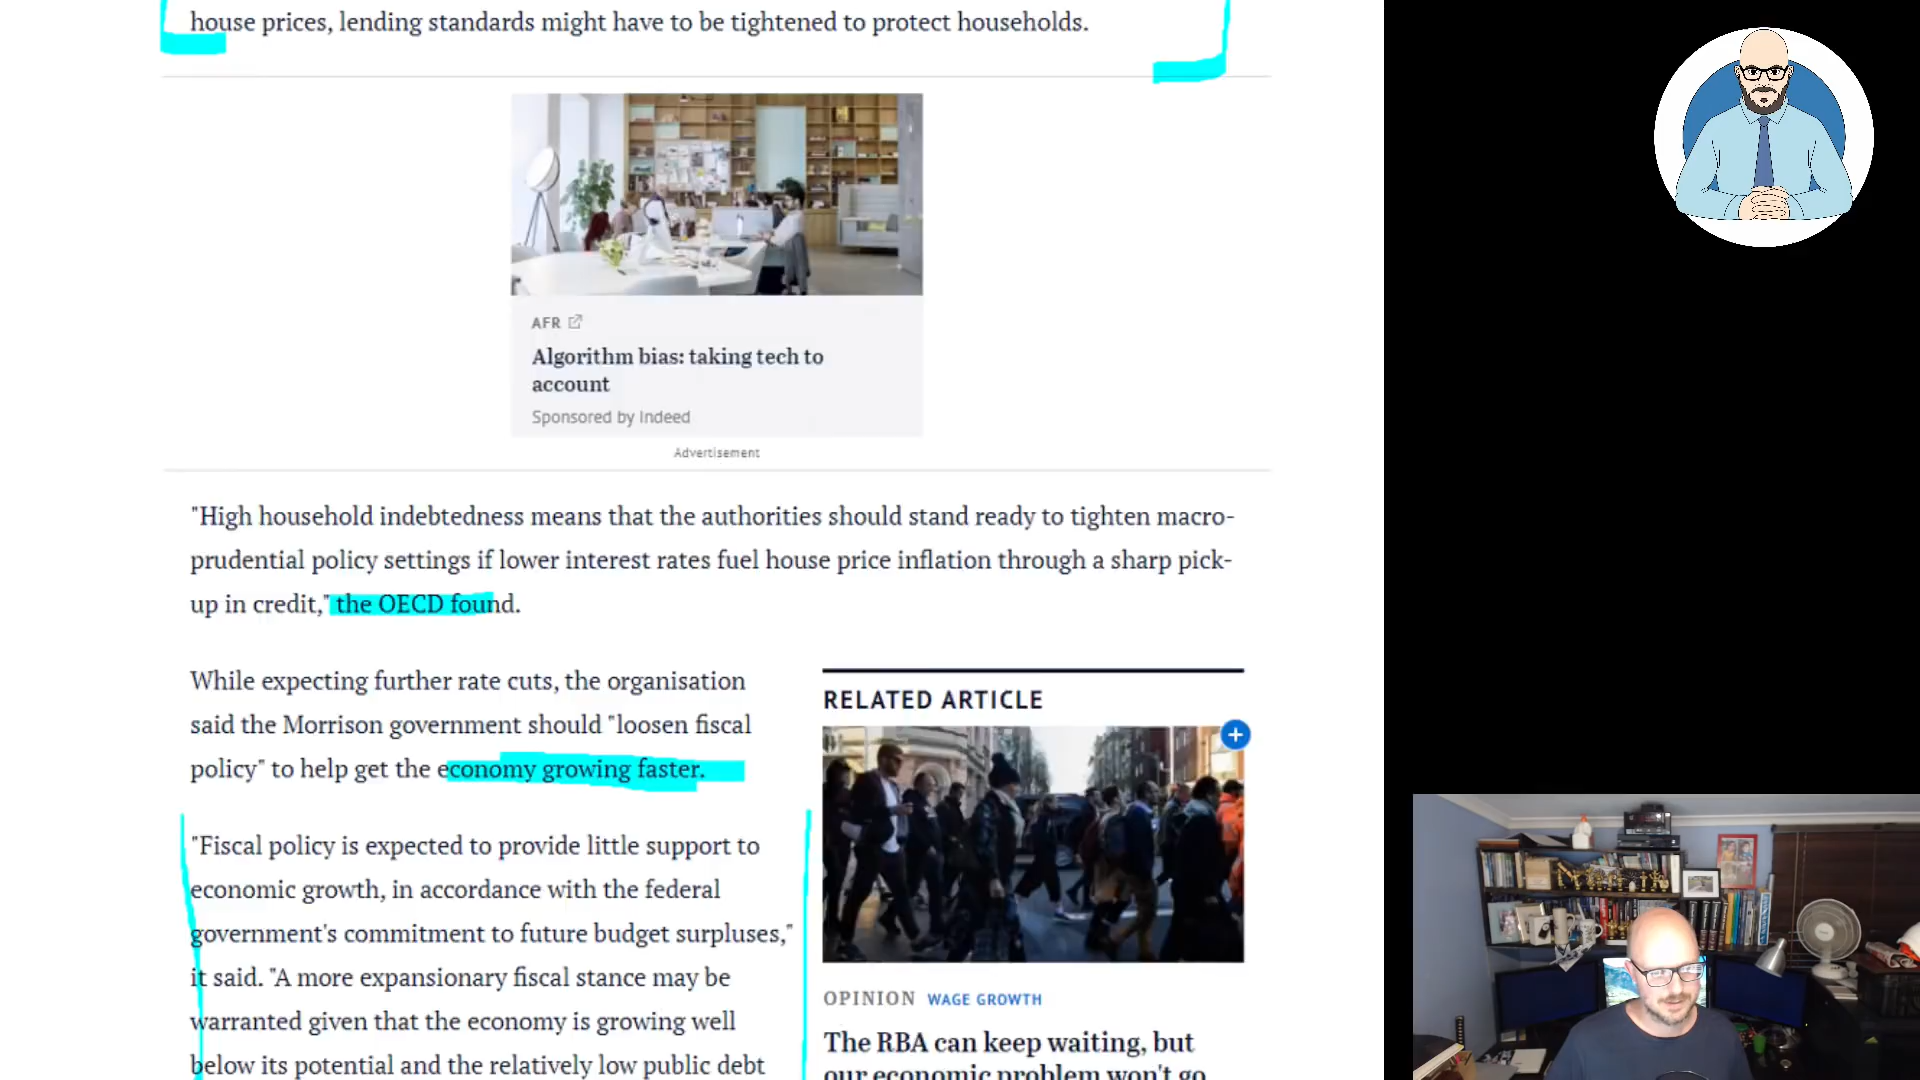 house prices, lending standards might have to be tightened to protect households.
AFR
Algorithm bias: taking tech to
account
Sponsored by Indeed
Advertisement
"High household indebtedness means that the authorities should stand ready to tighten macro-
prudential policy settings if lower interest rates fuel house price inflation through a sharp pick-
up in credit," the OECD found.
While expecting further rate cuts, the organisation
said the Morrison government should "loosen fiscal
policy" to help get the economy growing faster.
"Fiscal policy is expected to provide little support to
economic growth, in accordance with the federal
government's commitment to future budget surpluses,"
it said. "A more expansionary fiscal stance may be
warranted given that the economy is growing well
below its potential and the relatively low public debt
RELATED ARTICLE
OPINION WAGE GROWTH
The RBA can keep waiting, but
our economic problem won't go